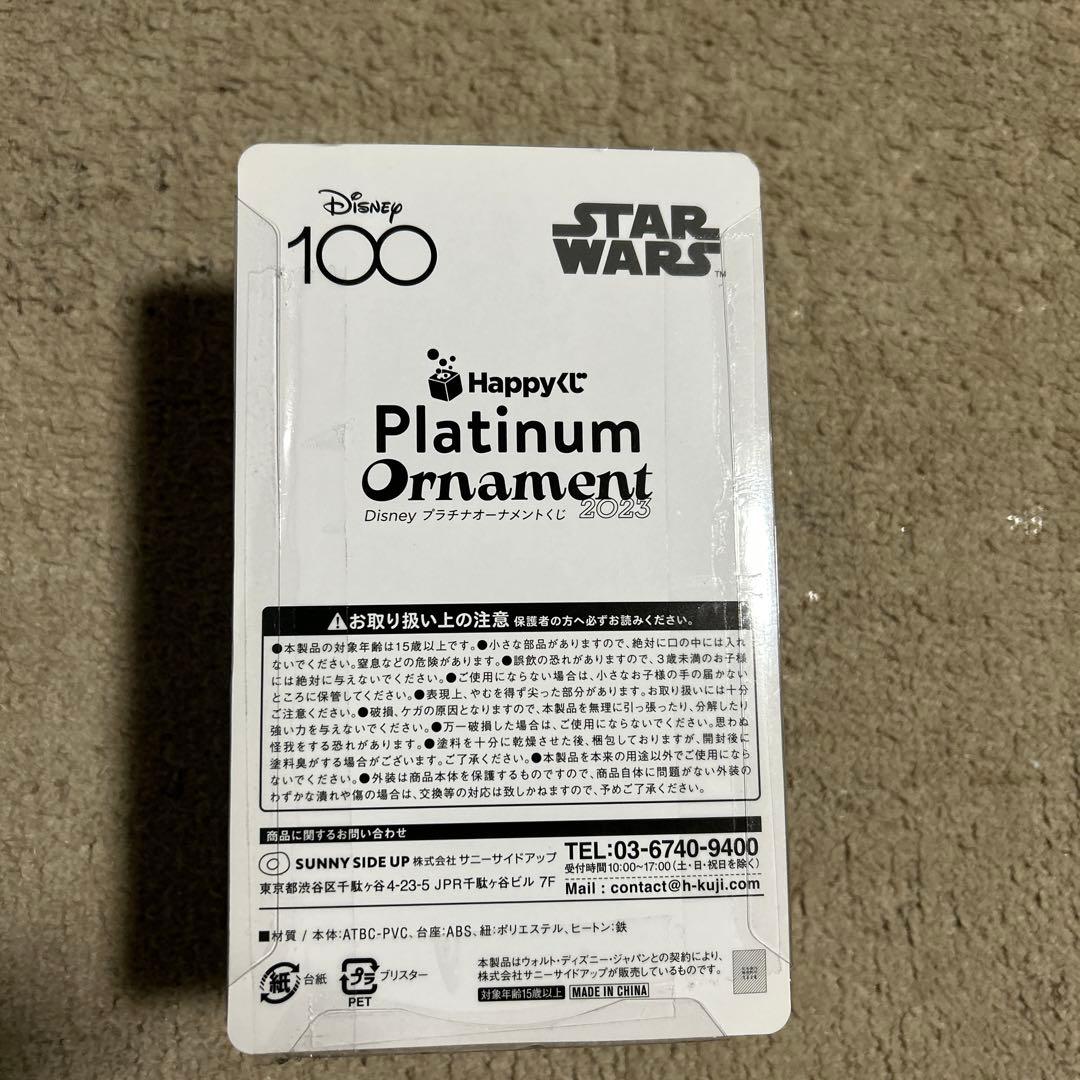 Disney
100
STAR
WARS
TM
Happyくじ
Platinum
Ornament
2023
Disney プラチナオーナメントくじ
お取り扱い上の注意 保護者の方へ必ずお読みください。
●本製品の対象年齢は15歳以上です。●小さな部品がありますので、絶対に口の中には入れ
ないでください。窒息などの危険があります。●誤飲の恐れがありますので、3歳未満のお子様
には絶対に与えないでください。●ご使用にならない場合は、小さなお子様の手の届かない
ところに保管してください。●表現上、やむを得ず尖った部分があります。お取り扱いには十分
ご注意ください。●破損、ケガの原因となりますので、本製品を無理に引っ張ったり、分解したり
強い力を与えないでください。●万一破損した場合は、ご使用にならないでください。思わぬ
怪我をする恐れがあります。●塗料を十分に乾燥させた後、梱包しておりますが、開封後に
塗料臭がする場合がございます。ご了承ください。●本製品を本来の用途以外でご使用になら
ないでください。●外装は商品本体を保護するものですので、商品自体に問題がない外装の
わずかな潰れや傷の場合は、交換等の対応は致しかねますので、予めご了承ください。
商品に関するお問い合わせ
SUNNY SIDE UP 株式会社 サニーサイドアップ
東京都渋谷区千駄ヶ谷4-23-5 JPR千駄ヶ谷ビル 7F
TEL:03-6740-9400
受付時間10:00~17:00(土・日・祝日を除く)
Mail : contact@h-kuji.com
■材質 / 本体:ATBC-PVC、台座:ABS、紐:ポリエステル、ヒートン:鉄
紙 台紙
プラ ブリスター
PET
本製品はウォルト・ディズニー・ジャパンとの契約により、
株式会社サニーサイドアップが販売しているものです。
対象年齢15歳以上 MADE IN CHINA